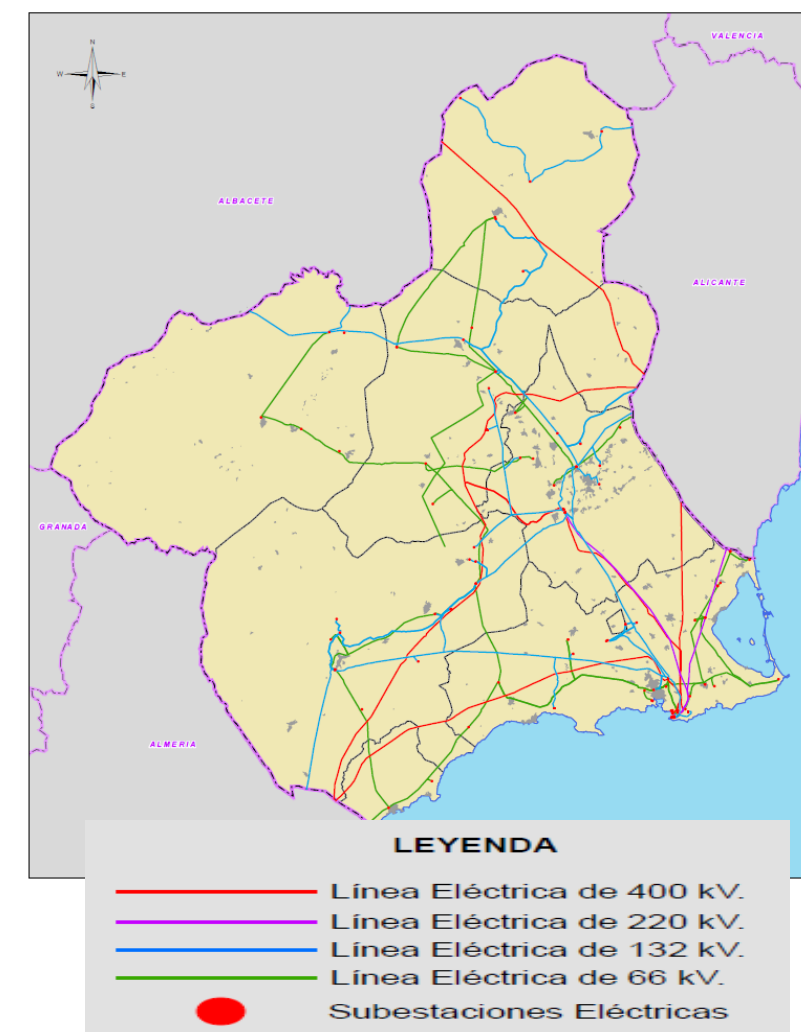 VALENCIA
N
W E
S
ALBACETE
ALICANTE
GRANADA
ALMERIA
LEYENDA
Línea Eléctrica de 400 kV.
Línea Eléctrica de 220 kV.
Línea Eléctrica de 132 kV.
Línea Eléctrica de 66 kV.
Subestaciones Eléctricas